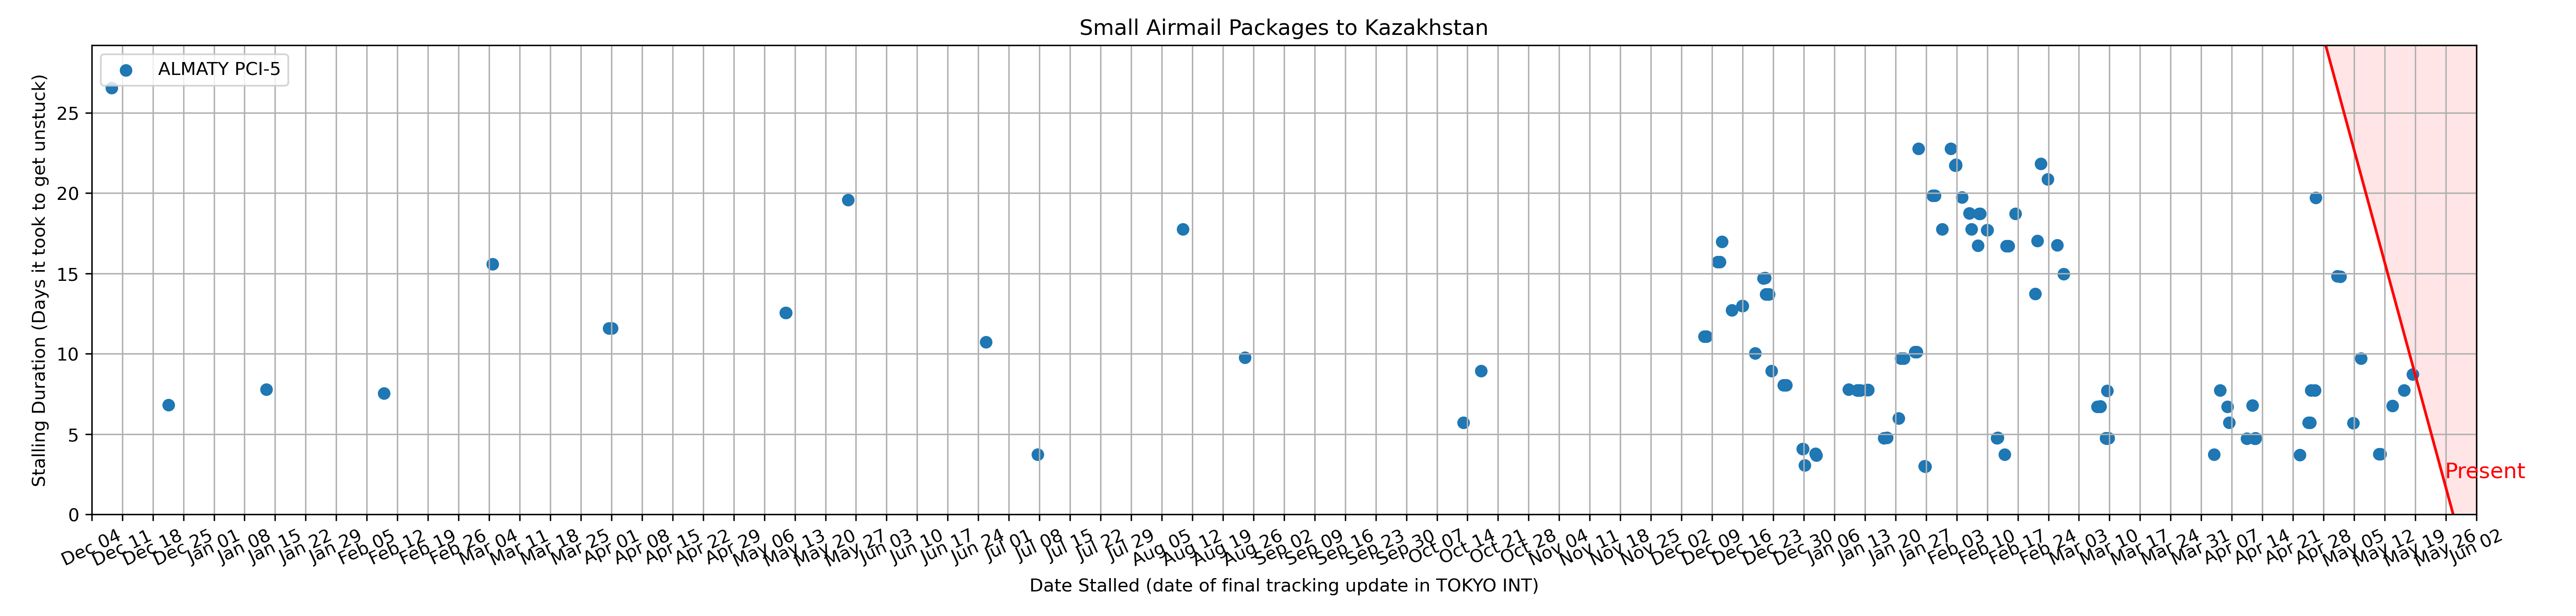 Small Airmail Packages to Kazakhstan
ALMATY PCI-5
Stalling Duration (Days it took to get unstuck)
25
20
15
10
5
0
Present
Dec 04 Dec 11 Dec 18 Dec 25 Jan 01 Jan 08 Jan 15 Jan 22 Jan 29 Feb 05 Feb 12 Feb 19 Feb 26 Mar 04 Mar 11 Mar 18 Mar 25 Apr 01 Apr 08 Apr 15 Apr 22 Apr 29 May 06 May 13 May 20 May 27 Jun 03 Jun 10 Jun 17 Jun 24 Jul 01 Jul 08 Jul 15 Jul 22 Jul 29 Aug 05 Aug 12 Aug 19 Aug 26 Sep 02 Sep 09 Sep 16 Sep 23 Sep 30 Oct 07 Oct 14 Oct 21 Oct 28 Nov 04 Nov 11 Nov 18 Nov 25 Dec 02 Dec 09 Dec 16 Dec 23 Dec 30 Jan 06 Jan 13 Jan 20 Jan 27 Feb 03 Feb 10 Feb 17 Feb 24 Mar 03 Mar 10 Mar 17 Mar 24 Mar 31 Apr 07 Apr 14 Apr 21 Apr 28 May 05 May 12 May 19 May 26 Jun 02
Date Stalled (date of final tracking update in TOKYO INT)